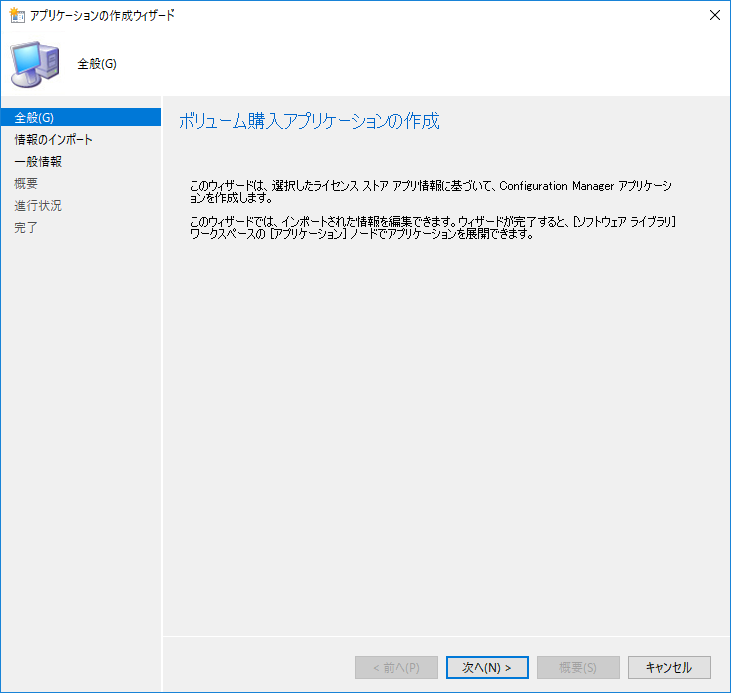 アプリケーションの作成ウィザード
全般(G)
全般(G)
情報のインポート
一般情報
概要
進行状況
完了
ボリューム購入アプリケーションの作成
このウィザードは、選択したライセンス ストア アプリ情報に基づいて、Configuration Manager アプリケーシ
ョンを作成します。
このウィザードでは、インポートされた情報を編集できます。ウィザードが完了すると、[ソフトウェア ライブラリ]
ワークスペースの [アプリケーション] ノードでアプリケーションを展開できます。
< 前へ(P)
次へ(N) >
概要(S)
キャンセル